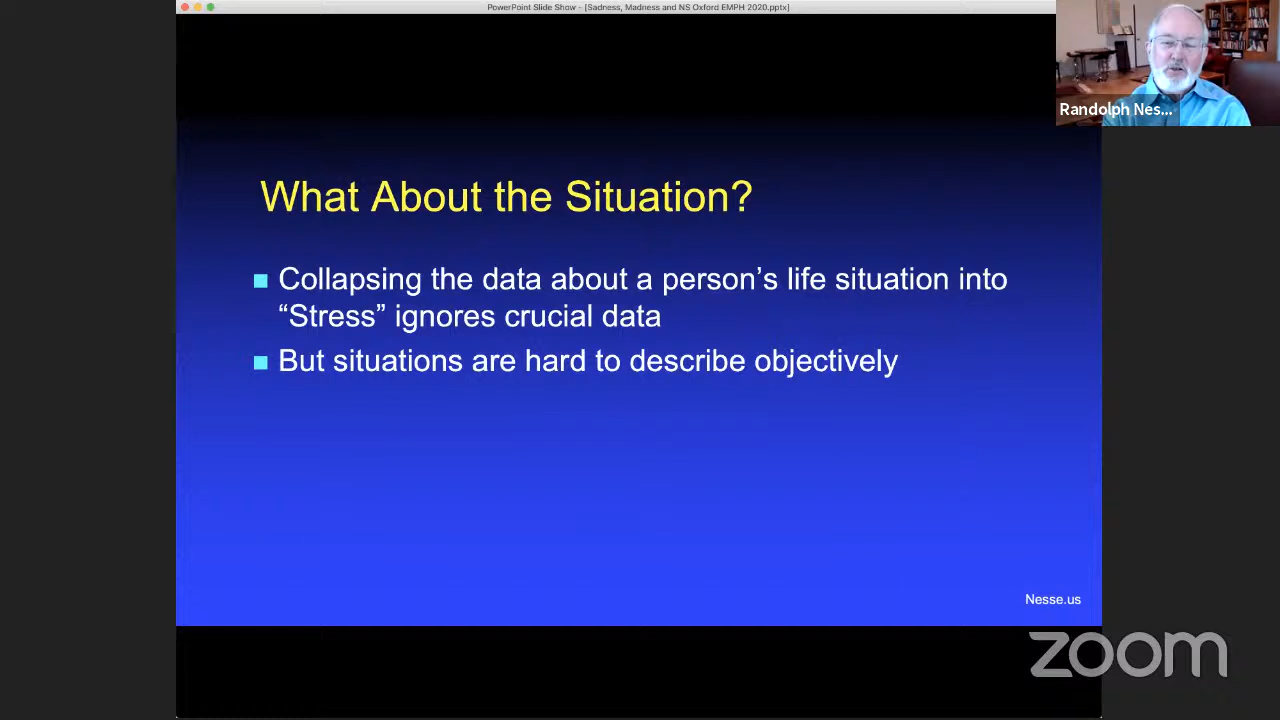 PowerPoint Slide Show - [Sadness, Madness and NS Oxford EMPH 2020.pptx]
Randolph Nes...
What About the Situation?
Collapsing the data about a person’s life situation into
“Stress” ignores crucial data
But situations are hard to describe objectively
Nesse.us
zoom